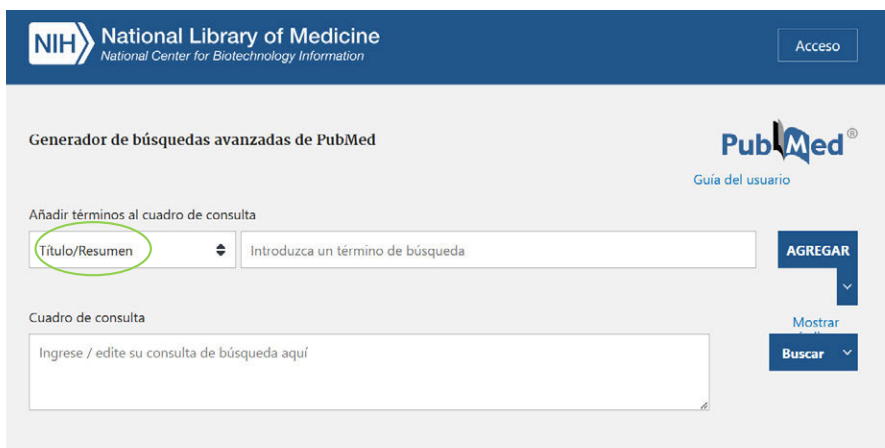 NIH National Library of Medicine
National Center for Biotechnology Information
Acceso
Generador de búsquedas avanzadas de PubMed
PubMed®
Guía del usuario
Añadir términos al cuadro de consulta
Título/Resumen
Introduzca un término de búsqueda
AGREGAR
Cuadro de consulta
Mostrar
Ingrese / edite su consulta de búsqueda aquí
Buscar